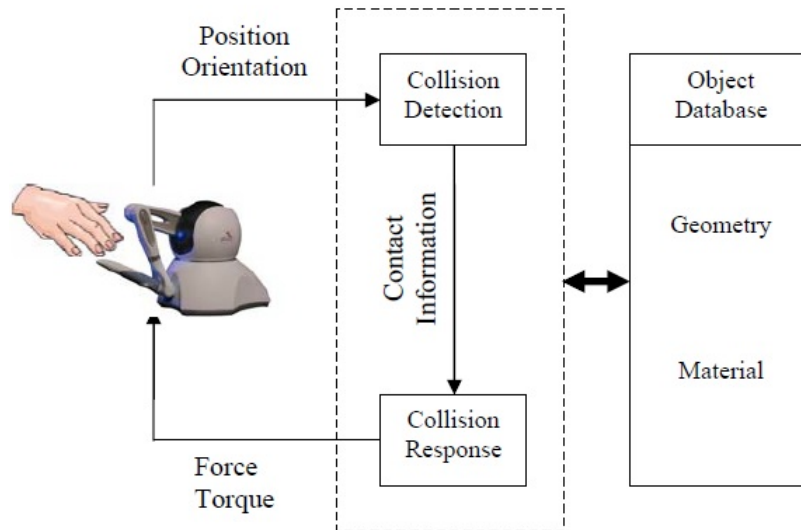 Position
Orientation
Collision
Detection
Object
Database
Contact
Information
Geometry
Material
Collision
Response
Force
Torque